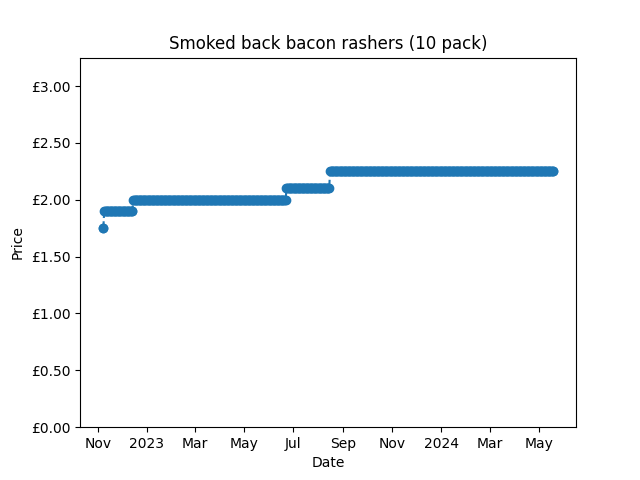 Smoked back bacon rashers (10 pack)
£3.00
£2.50
£2.00
£1.50
£1.00
£0.50
£0.00
Price
Nov 2023 Mar May Jul Sep Nov 2024 Mar May
Date